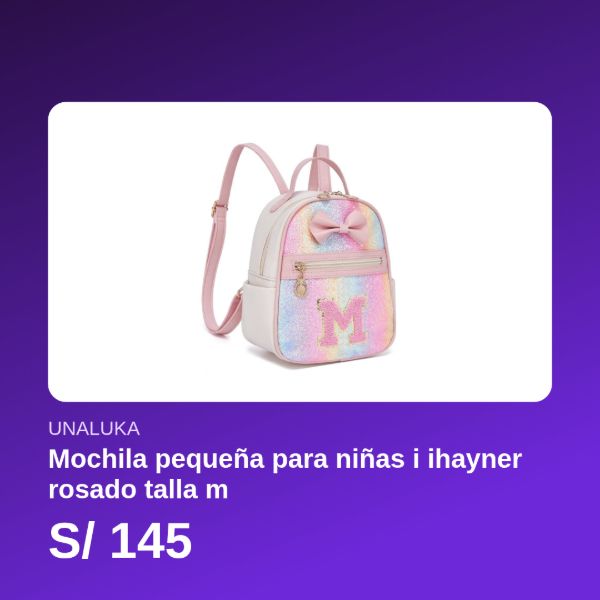 M
UNALUKA
Mochila pequeña para niñas i ihayner
rosado talla m
S/ 145